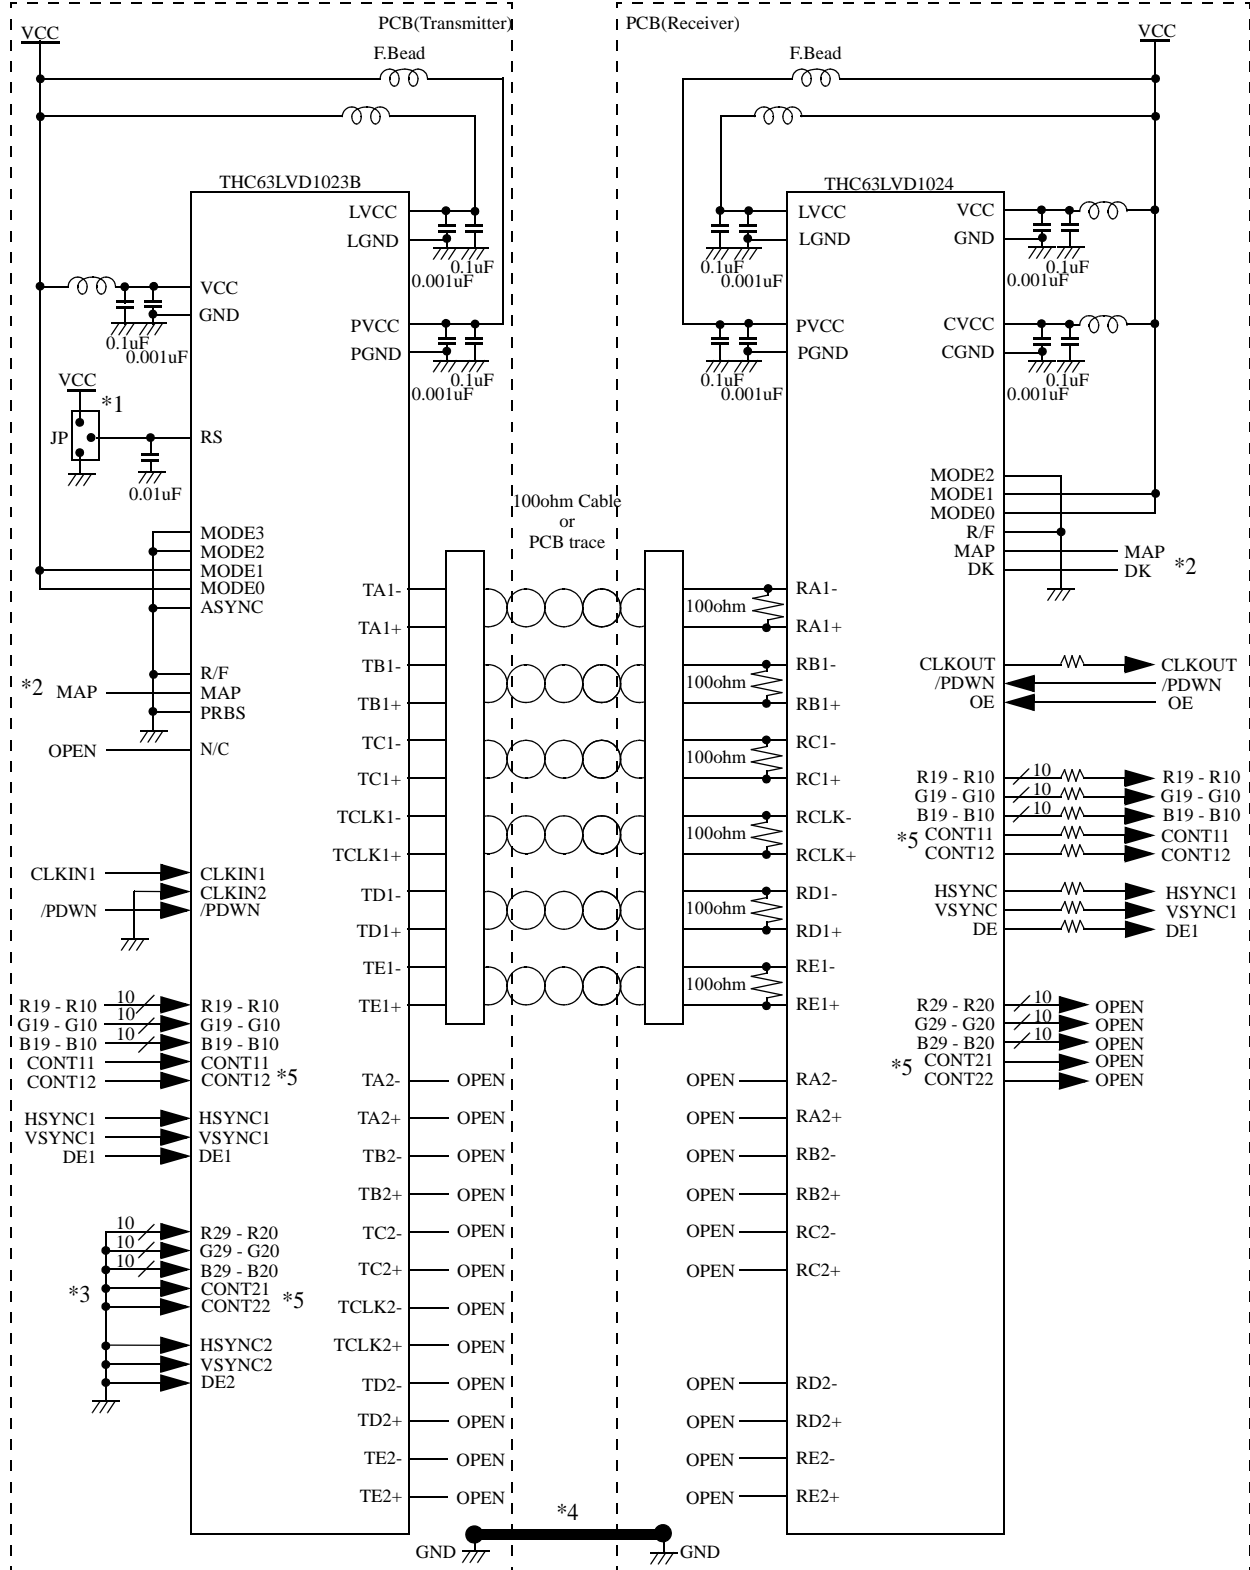 PCB(Transmitter)
VCC
F.Bead
THC63LVD1023B
LVCC
LGND
0.1uF
0.001uF
VCC
GND
0.1uF
0.001uF
PVCC
PGND
0.1uF
0.001uF
VCC
*1
JP
RS
0.01uF
MODE3
MODE2
MODE1
MODE0
ASYNC
R/F
*2 MAP
MAP
PRBS
OPEN
N/C
CLKIN1
CLKIN1
CLKIN2
/PDWN
/PDWN
R19 - R10
10
R19 - R10
G19 - G10
10
G19 - G10
B19 - B10
10
B19 - B10
CONT11
CONT11
CONT12
CONT12 *5
HSYNC1
HSYNC1
VSYNC1
VSYNC1
DE1
DE1
10
R29 - R20
10
G29 - G20
10
B29 - B20
*3
CONT21
CONT22 *5
HSYNC2
VSYNC2
DE2
TA1-
TA1+
TB1-
TB1+
TC1-
TC1+
TCLK1-
TCLK1+
TD1-
TD1+
TE1-
TE1+
TA2- OPEN
TA2+ OPEN
TB2- OPEN
TB2+ OPEN
TC2- OPEN
TC2+ OPEN
TCLK2- OPEN
TCLK2+ OPEN
TD2- OPEN
TD2+ OPEN
TE2- OPEN
TE2+ OPEN
100ohm Cable
or
PCB trace
*4
GND
GND
PCB(Receiver)
VCC
F.Bead
THC63LVD1024
LVCC
LGND
0.1uF
0.001uF
PVCC
PGND
0.1uF
0.001uF
VCC
GND
0.1uF
0.001uF
CVCC
CGND
0.1uF
0.001uF
MODE2
MODE1
MODE0
R/F
MAP
MAP
DK
DK
*2
100ohm
RA1-
RA1+
100ohm
RB1-
RB1+
100ohm
RC1-
RC1+
100ohm
RCLK-
RCLK+
100ohm
RD1-
RD1+
100ohm
RE1-
RE1+
OPEN RA2-
OPEN RA2+
OPEN RB2-
OPEN RB2+
OPEN RC2-
OPEN RC2+
OPEN RD2-
OPEN RD2+
OPEN RE2-
OPEN RE2+
CLKOUT
CLKOUT
/PDWN
/PDWN
OE
OE
R19 - R10
10
R19 - R10
G19 - G10
10
G19 - G10
B19 - B10
10
B19 - B10
*5
CONT11
CONT11
CONT12
CONT12
HSYNC
HSYNC1
VSYNC
VSYNC1
DE
DE1
R29 - R20
10
OPEN
G29 - G20
10
OPEN
B29 - B20
10
OPEN
*5
CONT21
OPEN
CONT22
OPEN